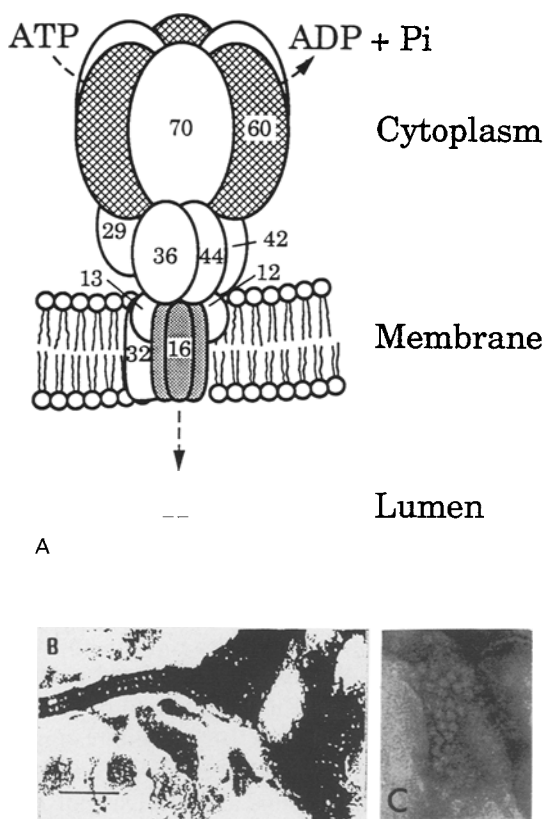 ATP ADP + Pi
70 60 Cytoplasm
29 36 44 42
13 12
32 16 Membrane
Lumen
A
B
C